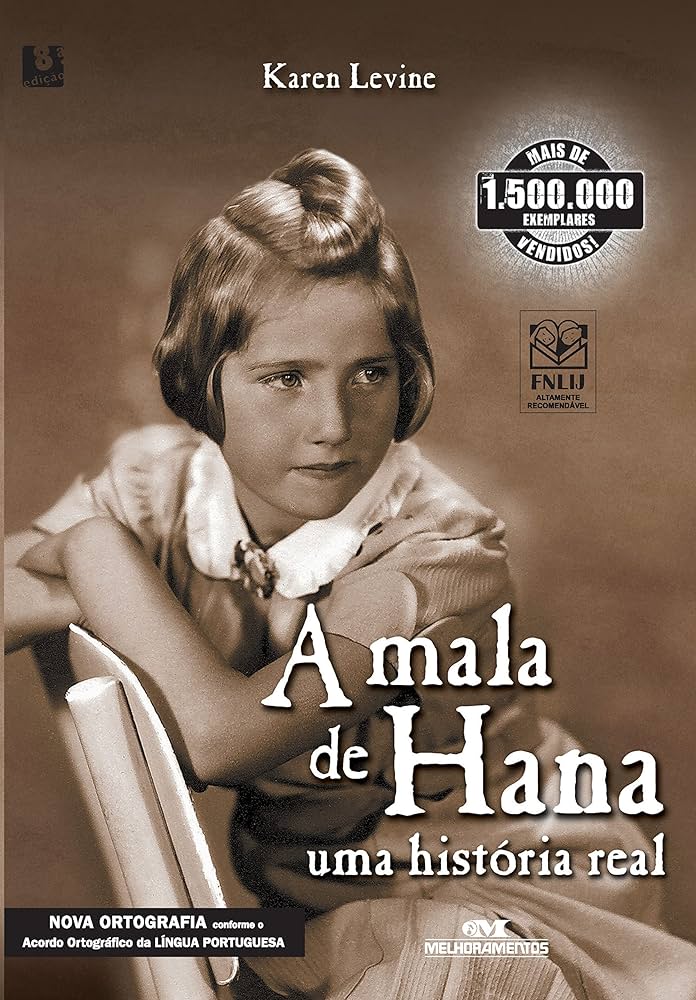 8ª
edição
Karen Levine
MAIS DE
1.500.000
EXEMPLARES
VENDIDOS!
FNLIJ
ALTAMENTE
RECOMENDÁVEL
A mala
de Hana
uma história real
NOVA ORTOGRAFIA conforme o
Acordo Ortográfico da LÍNGUA PORTUGUESA
MELHORAMENTOS